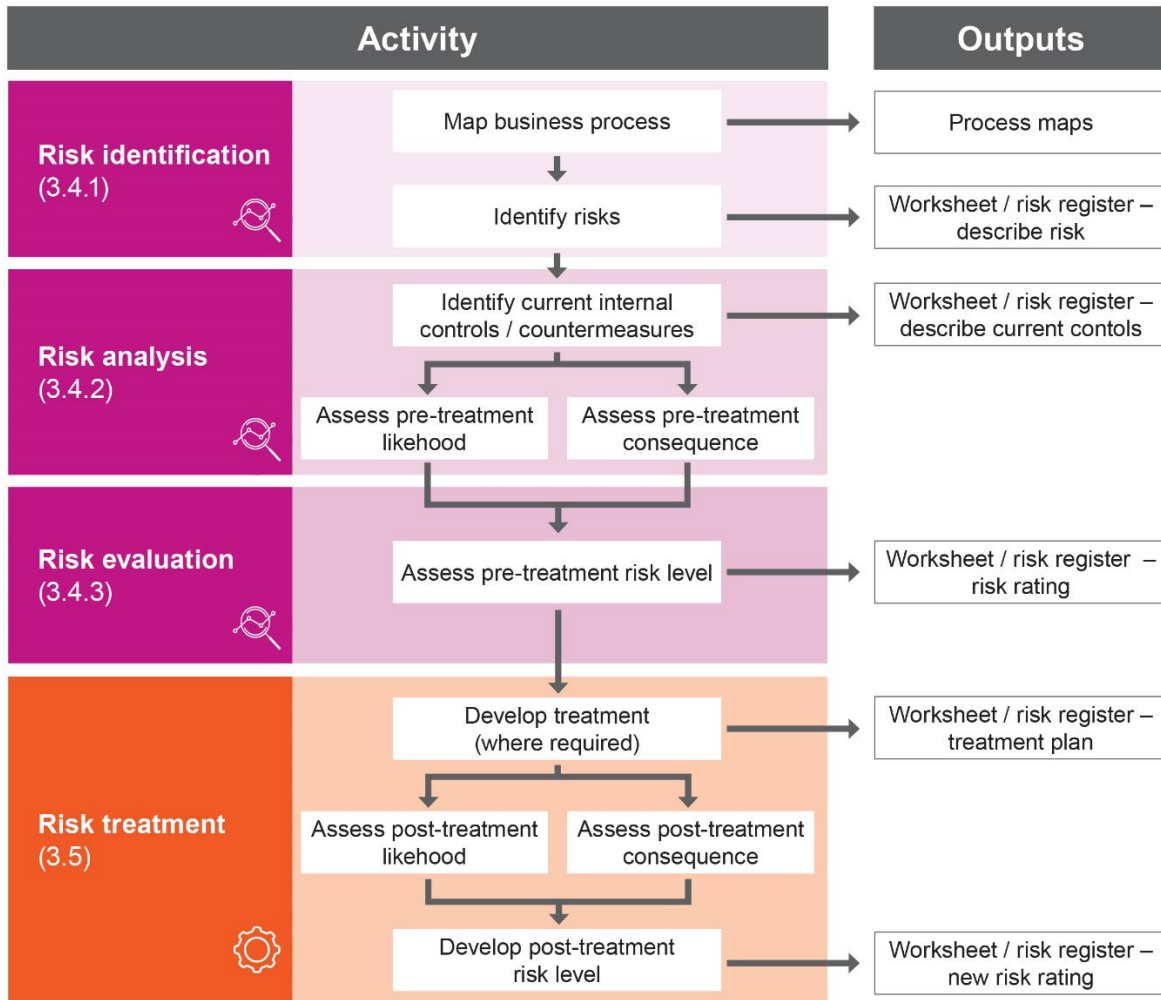 Activity
Outputs
Risk identification
(3.4.1)
Map business process
Process maps
Identify risks
Worksheet / risk register –
describe risk
Risk analysis
(3.4.2)
Identify current internal
controls / countermeasures
Worksheet / risk register –
describe current contols
Assess pre-treatment
likehood
Assess pre-treatment
consequence
Risk evaluation
(3.4.3)
Assess pre-treatment risk level
Worksheet / risk register –
risk rating
Risk treatment
(3.5)
Develop treatment
(where required)
Worksheet / risk register –
treatment plan
Assess post-treatment
likehood
Assess post-treatment
consequence
Develop post-treatment
risk level
Worksheet / risk register –
new risk rating